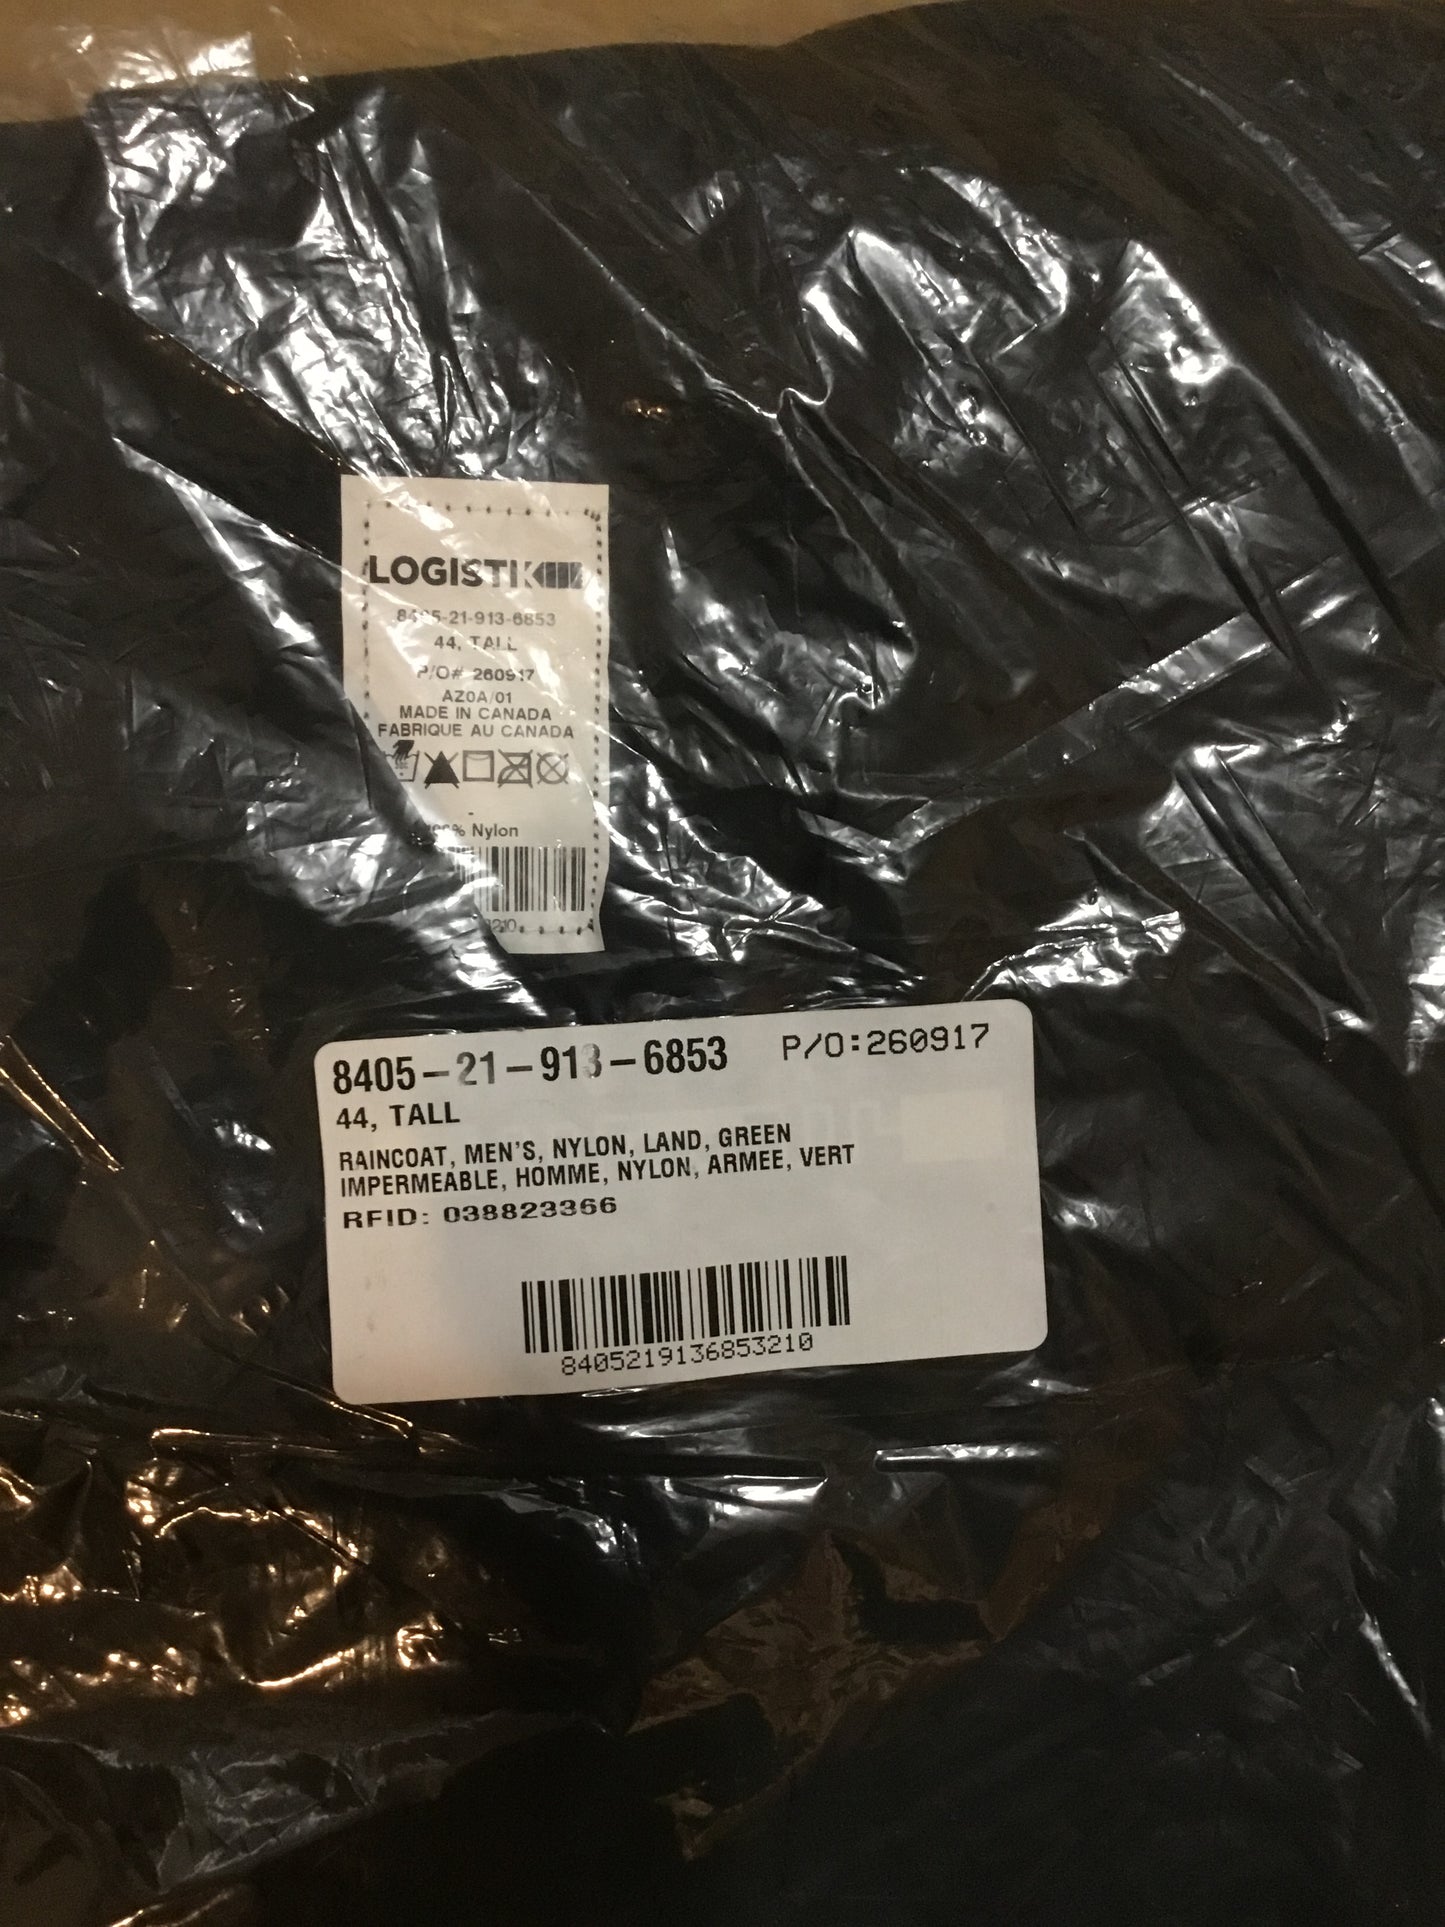 LOGISTIK
8405-21-913-6853
44, TALL
P/O# 260917
AZ0A/01
MADE IN CANADA
FABRIQUE AU CANADA
% Nylon
3210
8405-21-913-6853 P/O:260917
44, TALL
RAINCOAT, MEN'S, NYLON, LAND, GREEN
IMPERMEABLE, HOMME, NYLON, ARMEE, VERT
RFID: 038823366
8405219136853210